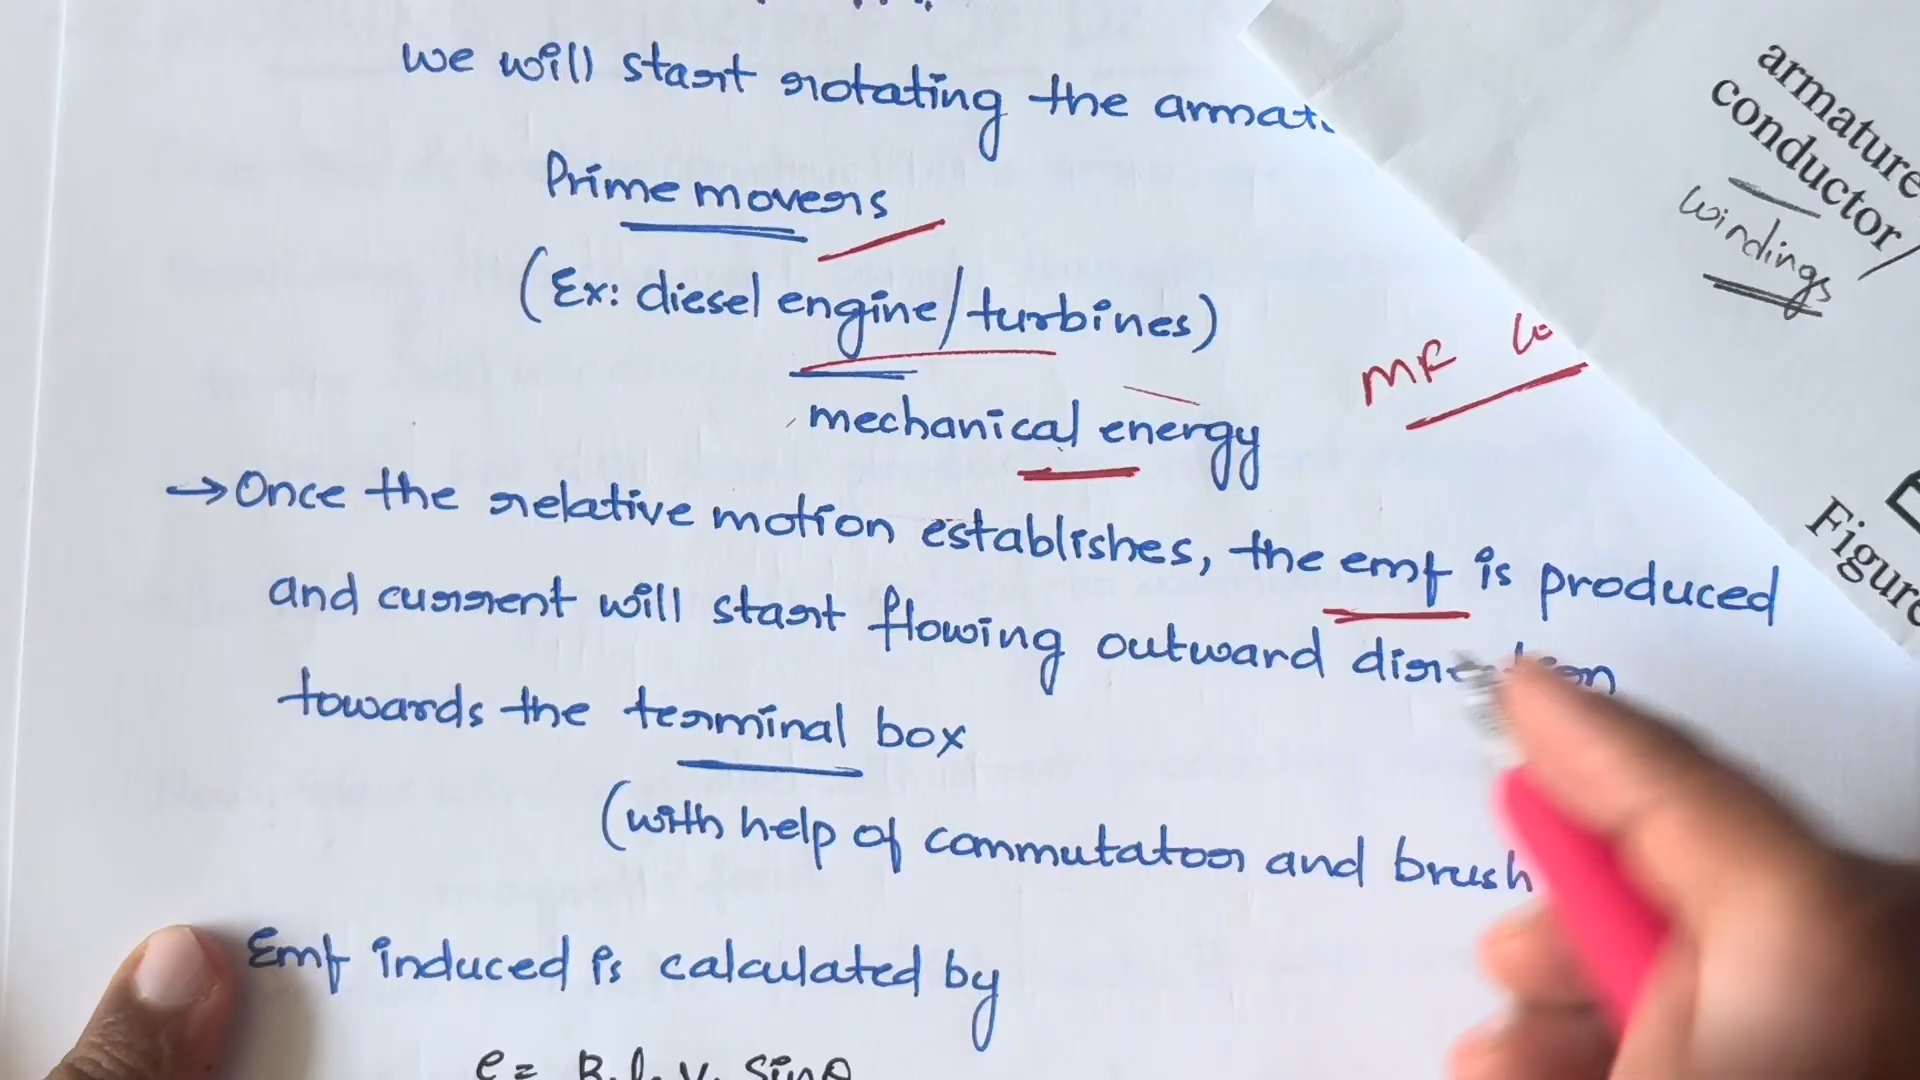 we will start rotating the armat
Prime movers
(Ex: diesel engine/turbines)
mechanical energy
→Once the relative motion establishes, the emf is produced
and current will start flowing outward direction
towards the terminal box
(with help of commutator and brush
Emf induced is calculated by
e = B. l. v. sinθ
armature
conductor/
windings
MF
Figure